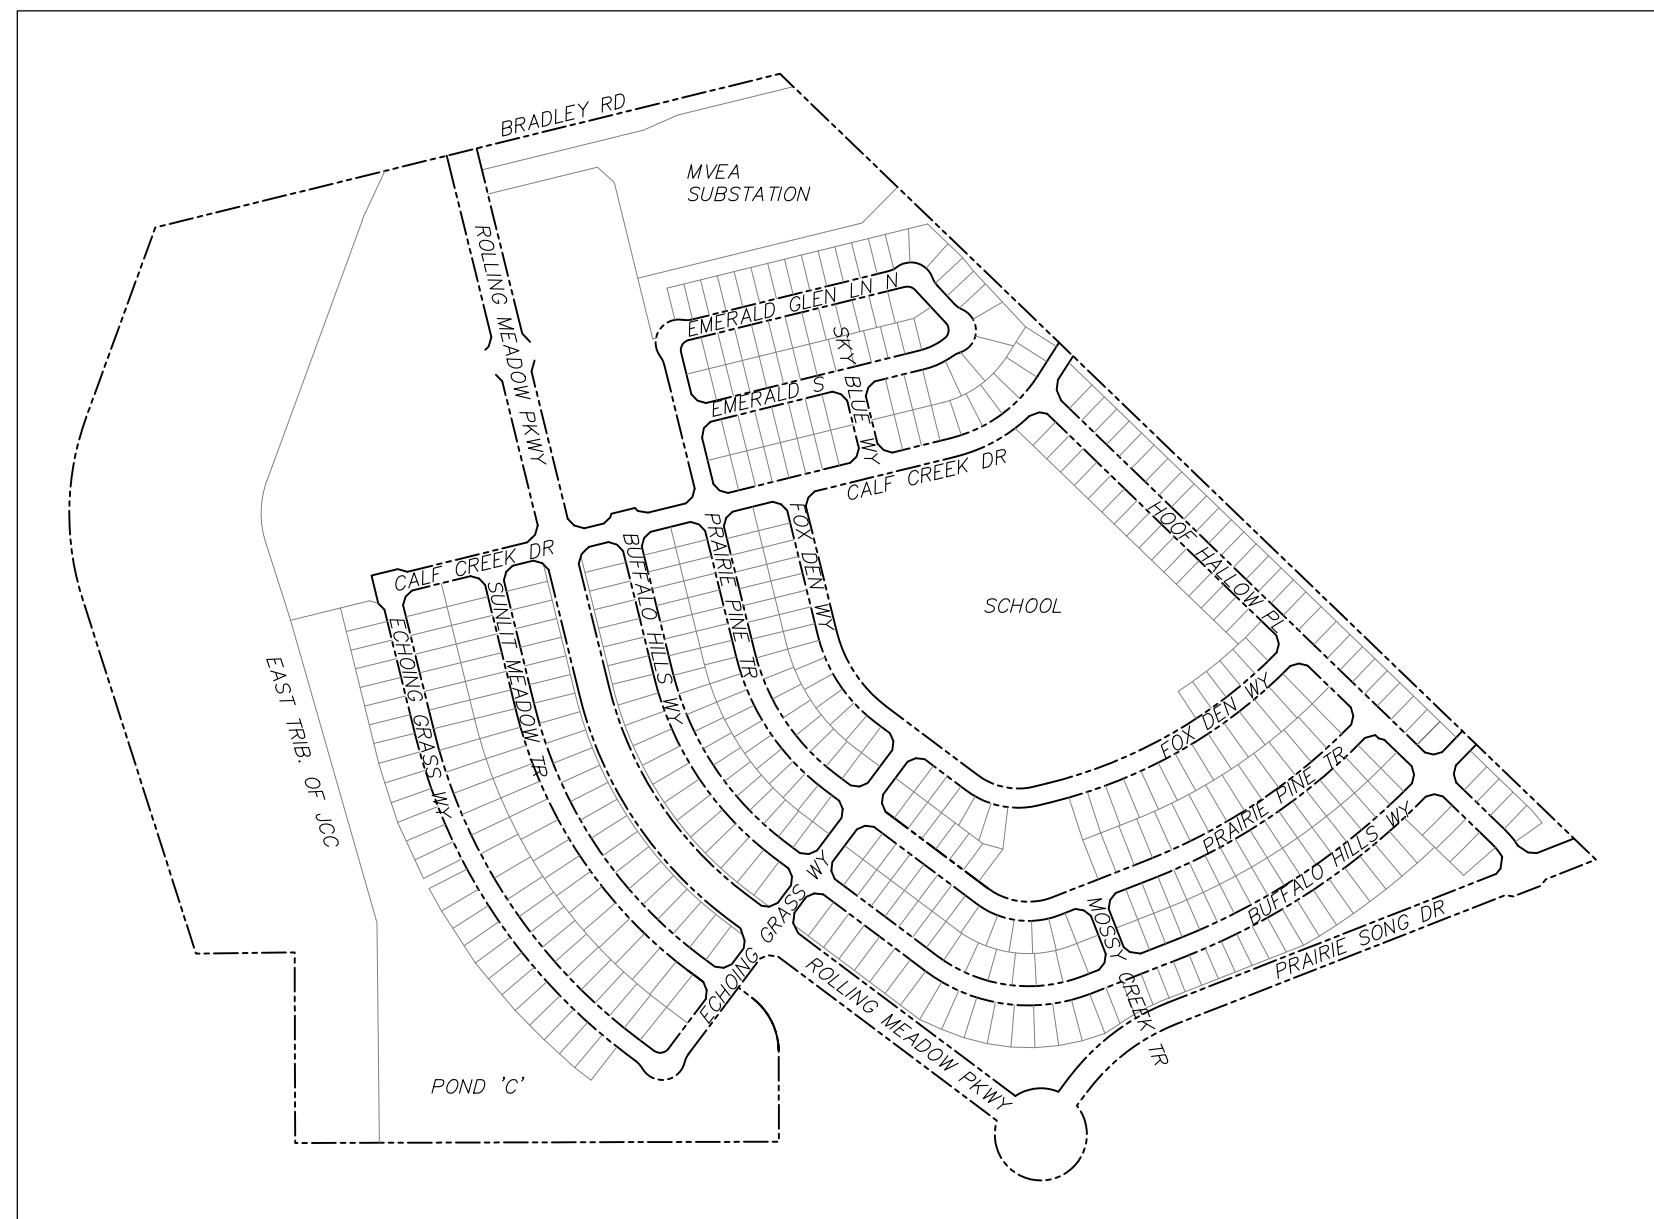 BRADLEY RD
MVEA
SUBSTATION
ROLLING MEADOW PKWY
EMERALD GLEN LN N
SKY BLUE WY
EMERALD S
CALF CREEK DR
HOOF HALLOW PL
PRAIRIE PINE TR
FOX DEN WY
BUFFALO HILLS WY
CALF CREEK DR
SUNLIT MEADOW TR
ECHOING GRASS WY
SCHOOL
EAST TRIB. OF JCC
FOX DEN WY
PRAIRIE PINE TR
BUFFALO HILLS WY
ECHOING GRASS WY
MOSSY CREEK TR
PRAIRIE SONG DR
ROLLING MEADOW PKWY
POND 'C'